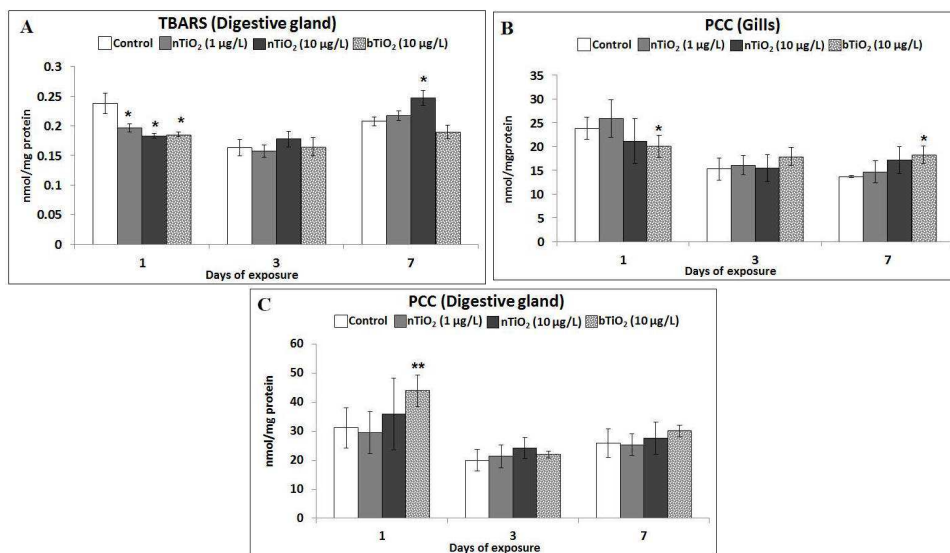 A
TBARS (Digestive gland)
Control nTiO₂ (1 µg/L) nTiO₂ (10 µg/L) bTiO₂ (10 µg/L)
nmol/mg protein
0.3
0.25
0.2
0.15
0.1
0.05
0
* * * *
1 3 7
Days of exposure
B
PCC (Gills)
Control nTiO₂ (1 µg/L) nTiO₂ (10 µg/L) bTiO₂ (10 µg/L)
nmol/mgprotein
35
30
25
20
15
10
5
0
* *
1 3 7
Days of exposure
C
PCC (Digestive gland)
Control nTiO₂ (1 µg/L) nTiO₂ (10 µg/L) bTiO₂ (10 µg/L)
nmol/mg protein
60
50
40
30
20
10
0
**
1 3 7
Days of exposure